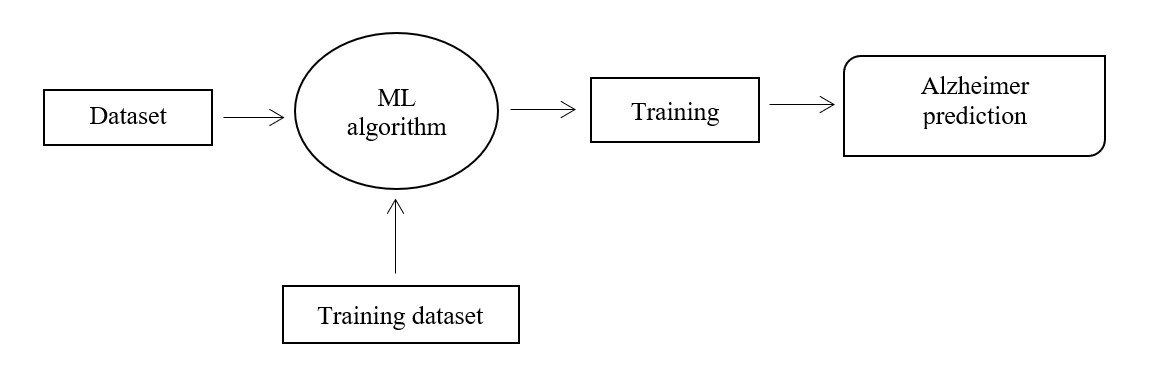 Dataset
ML
algorithm
Training
Alzheimer
prediction
Training dataset